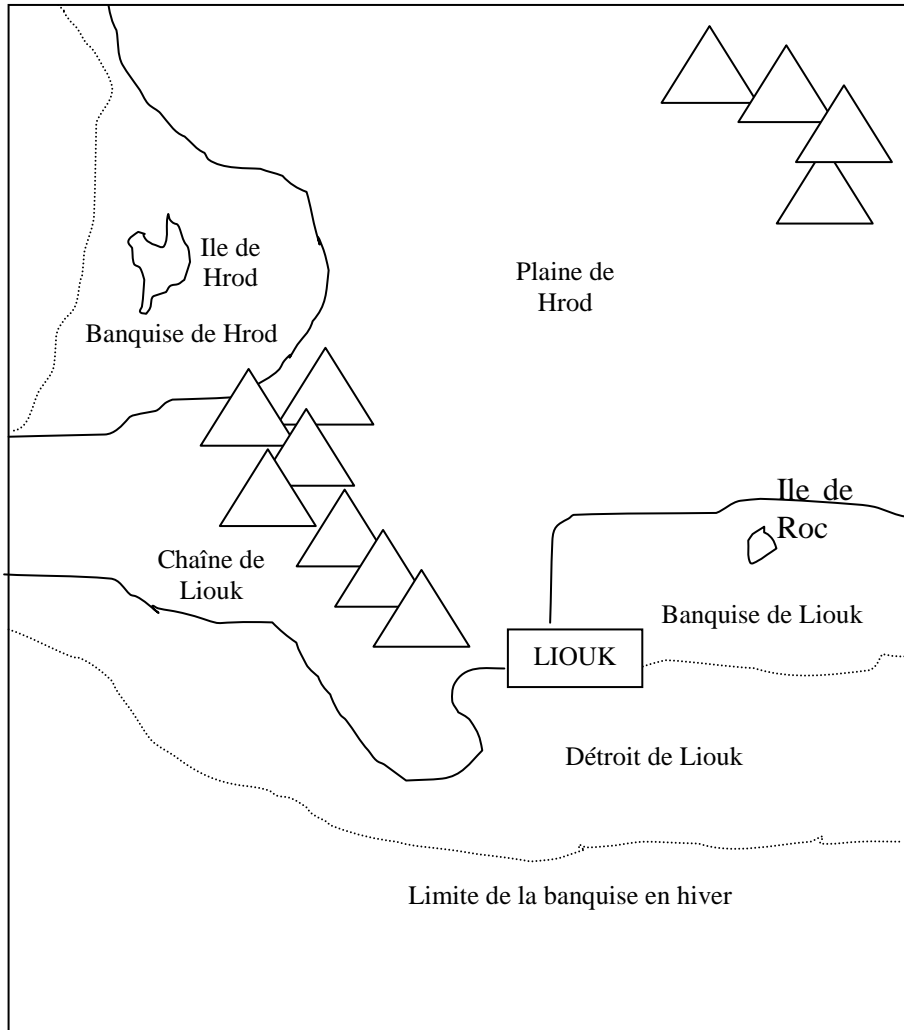 Ile de
Hrod
Plaine de
Hrod
Banquise de Hrod
Ile de
Roc
Chaîne de
Liouk
Banquise de Liouk
LIOUK
Détroit de Liouk
Limite de la banquise en hiver